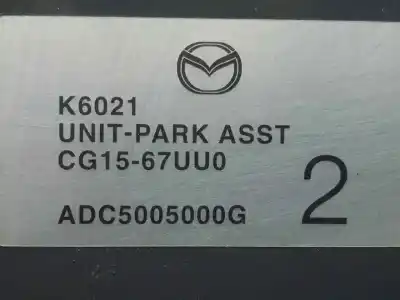 K6021
UNIT-PARK ASST
CG15-67UU0
ADC5005000G
2